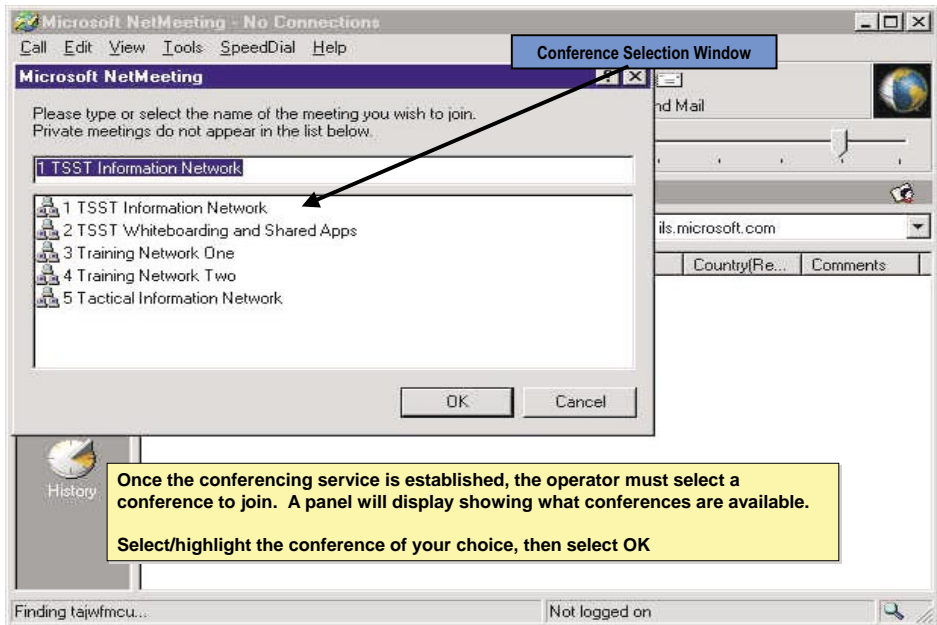 Microsoft NetMeeting - No Connections
Call Edit View Tools SpeedDial Help
Conference Selection Window
Microsoft NetMeeting
Please type or select the name of the meeting you wish to join.
Private meetings do not appear in the list below.
nd Mail
1 TSST Information Network
1 TSST Information Network
2 TSST Whiteboarding and Shared Apps
3 Training Network One
4 Training Network Two
5 Tactical Information Network
ils.microsoft.com
Country(Re... Comments
OK Cancel
History
Once the conferencing service is established, the operator must select a
conference to join. A panel will display showing what conferences are available.
Select/highlight the conference of your choice, then select OK
Finding tajwfmcu... Not logged on